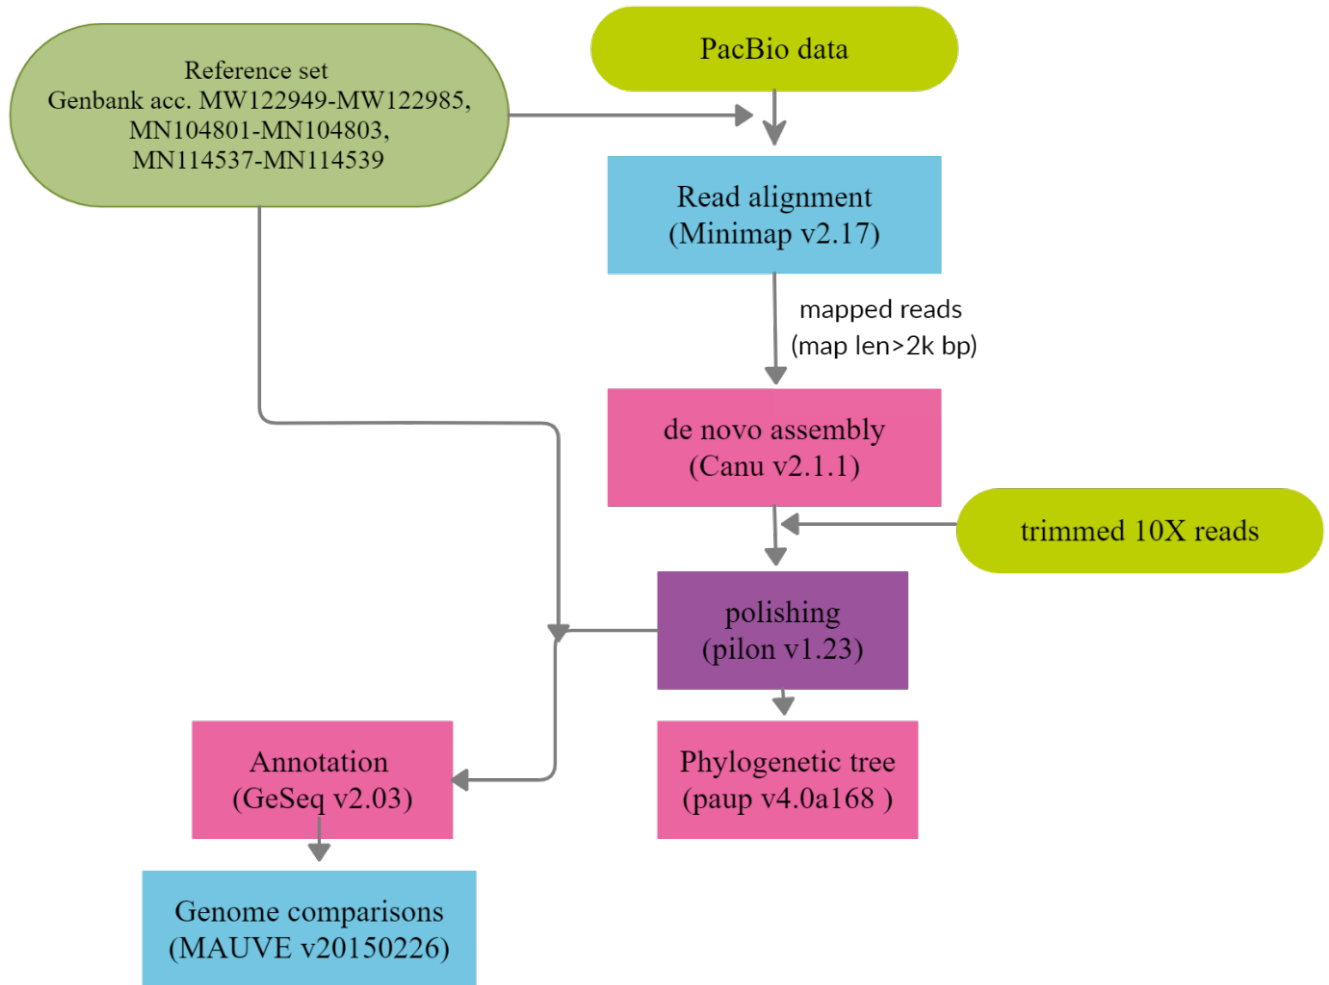 Reference set
Genbank acc. MW122949-MW122985,
MN104801-MN104803,
MN114537-MN114539
PacBio data
Read alignment
(Minimap v2.17)
mapped reads
(map len>2k bp)
de novo assembly
(Canu v2.1.1)
trimmed 10X reads
polishing
(pilon v1.23)
Annotation
(GeSeq v2.03)
Phylogenetic tree
(paup v4.0a168 )
Genome comparisons
(MAUVE v20150226)